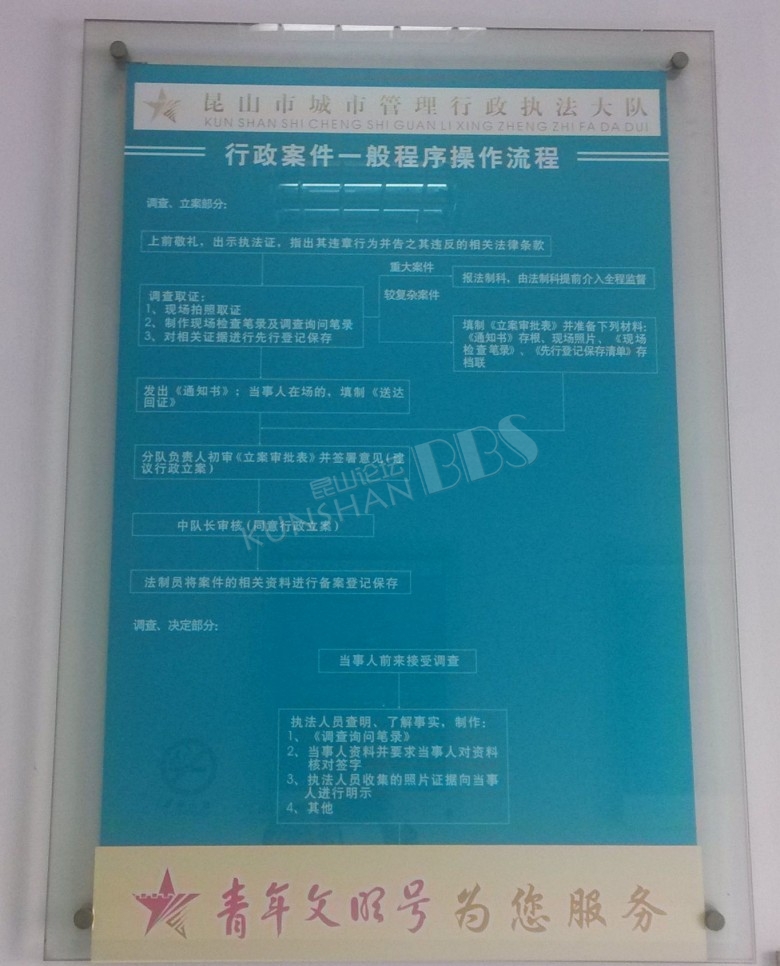 昆山市城市管理行政执法大队
KUN SHAN SHI CHENG SHI GUAN LI XING ZHENG ZHI FA DA DUI
行政案件一般程序操作流程
调查、立案部分:
上前敬礼，出示执法证，指出其违章行为并告之其违反的相关法律条款
重大案件
报法制科，由法制科提前介入全程监督
较复杂案件
调查取证:
1、现场拍照取证
2、制作现场检查笔录及调查询问笔录
3、对相关证据进行先行登记保存
填制《立案审批表》并准备下列材料:
《通知书》存根、现场照片、《现场
检查笔录》、《先行登记保存清单》存
档联
发出《通知书》: 当事人在场的，填制《送达
回证》
分队负责人初审《立案审批表》并签署意见(建
议行政立案)
中队长审核(同意行政立案)
法制员将案件的相关资料进行备案登记保存
昆山论坛
KUNSHAN BBS
调查、决定部分:
当事人前来接受调查
执法人员查明、了解事实，制作:
1、《调查询问笔录》
2、当事人资料并要求当事人对资料
核对签字
3、执法人员收集的照片证据向当事
人进行明示
4、其他
青年文明号 为您服务